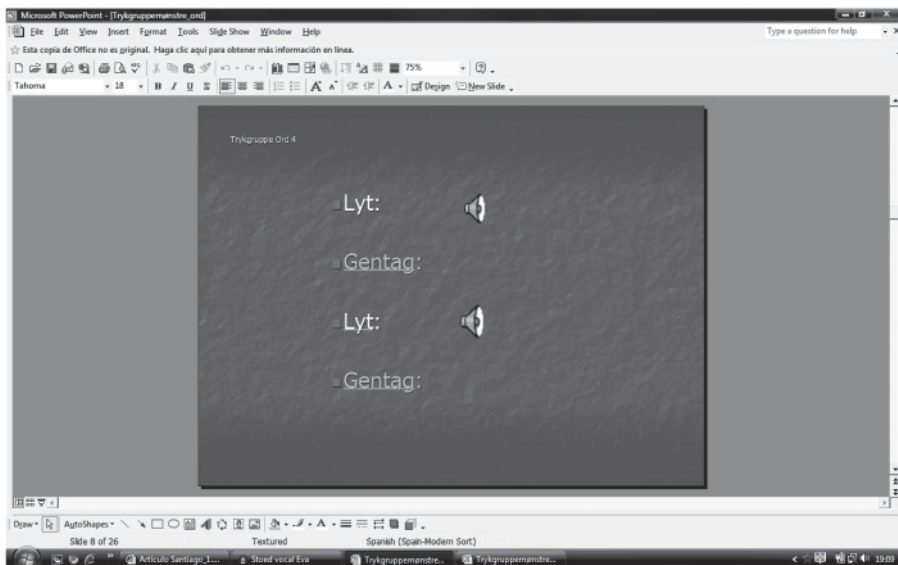 Microsoft PowerPoint - [Trykgruppemønstre_ord]
File Edit View Insert Format Tools Slide Show Window Help Type a question for help
Esta copia de Office no es original. Haga clic aquí para obtener más información en línea.
75%
Tahoma 18 B I U S A A A Design New Slide
Trykgruppe Ord 4
Lyt:
Gentag:
Lyt:
Gentag:
Draw AutoShapes A
Slide 8 of 26 Textured Spanish (Spain-Modern Sort)
Artículo Santiago_1.... Stoed vocal Eva Trykgruppemønstre... Trykgruppemønstre... 19:09